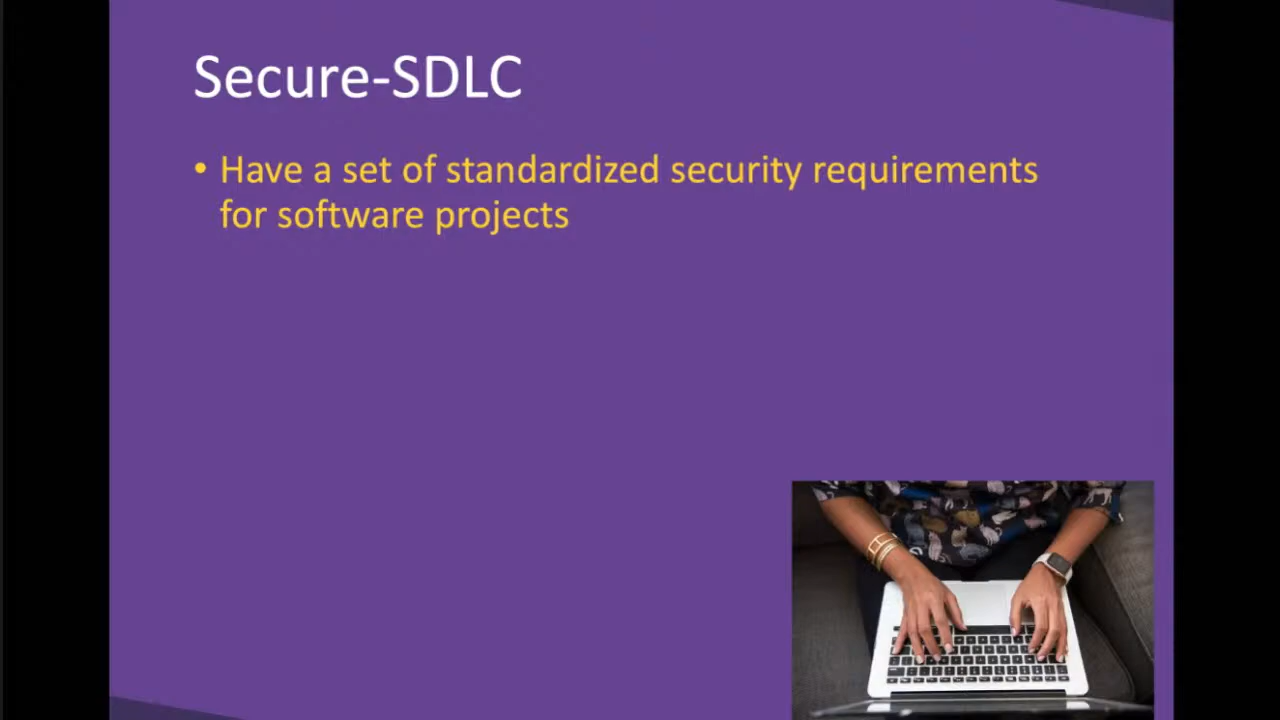 Secure-SDLC
• Have a set of standardized security requirements
for software projects